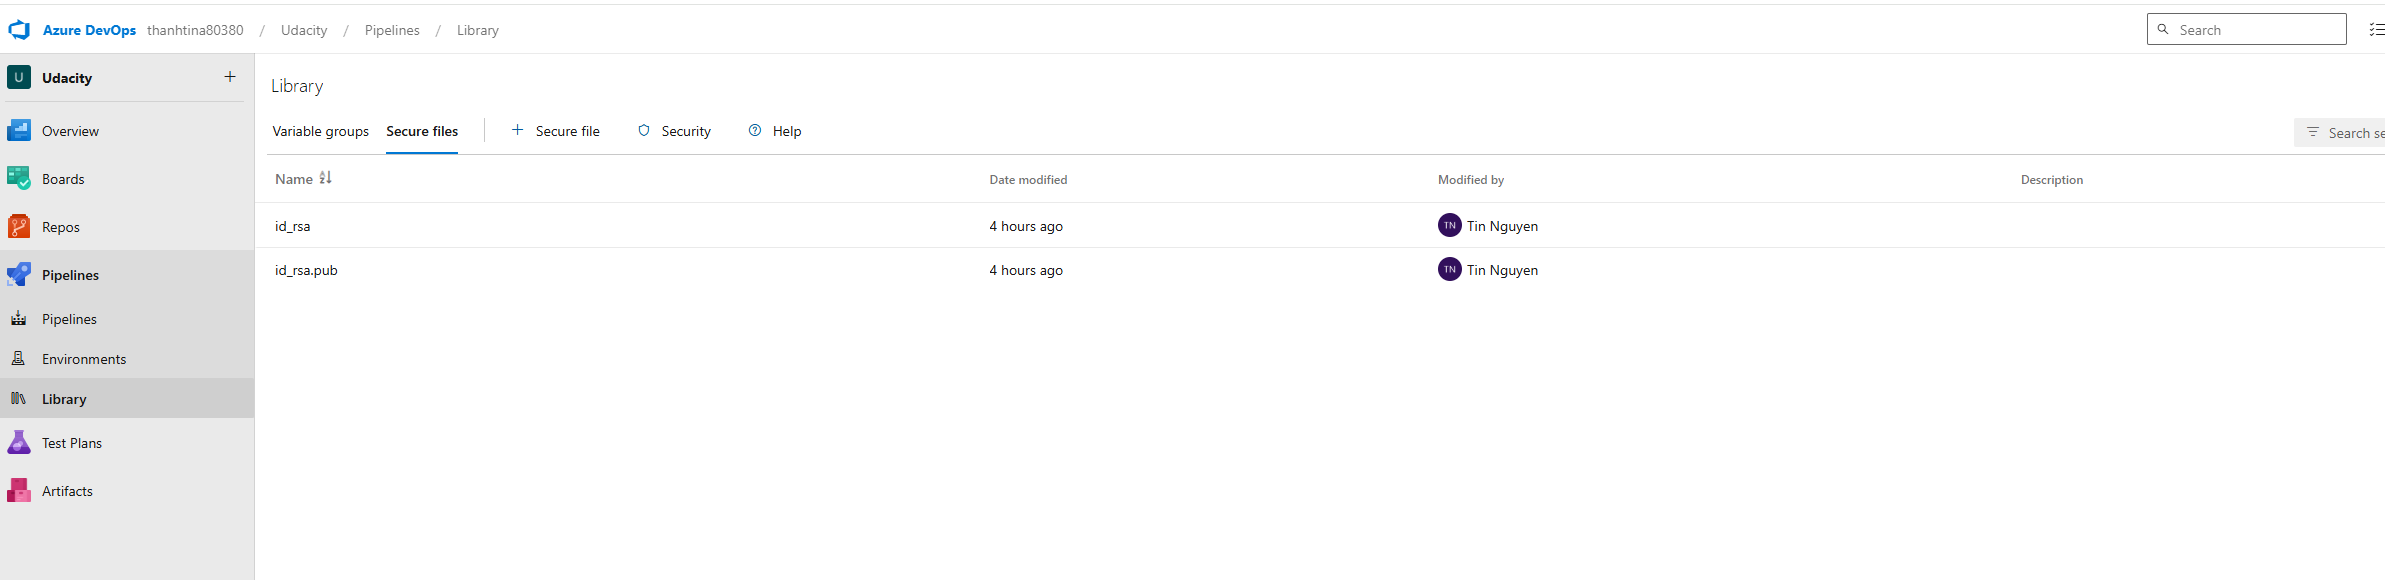 Azure DevOps thanhtina80380 / Udacity / Pipelines / Library Search
U Udacity +
Library
Overview
Variable groups Secure files + Secure file Security Help Search se
Boards
Name Date modified Modified by Description
Repos
id_rsa 4 hours ago TN Tin Nguyen
Pipelines
id_rsa.pub 4 hours ago TN Tin Nguyen
Pipelines
Environments
Library
Test Plans
Artifacts